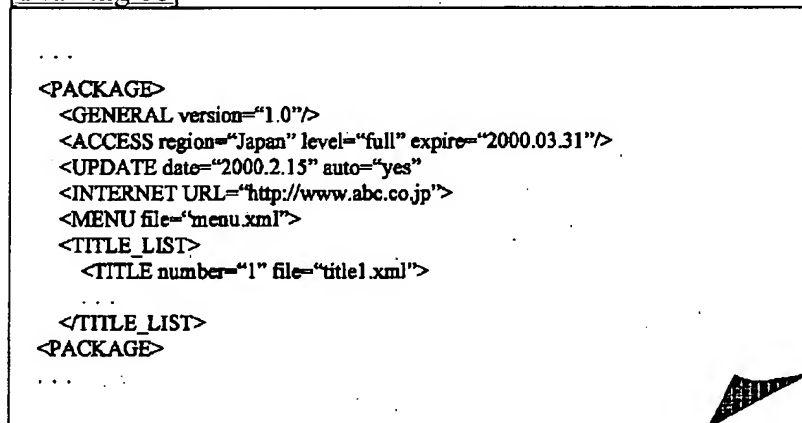 ...
<PACKAGE>
<GENERAL version="1.0"/>
<ACCESS region="Japan" level="full" expire="2000.03.31"/>
<UPDATE date="2000.2.15" auto="yes"
<INTERNET URL="http://www.abc.co.jp">
<MENU file="menu.xml">
<TITLE_LIST>
<TITLE number="1" file="title1.xml">
...
</TITLE_LIST>
<PACKAGE>
...